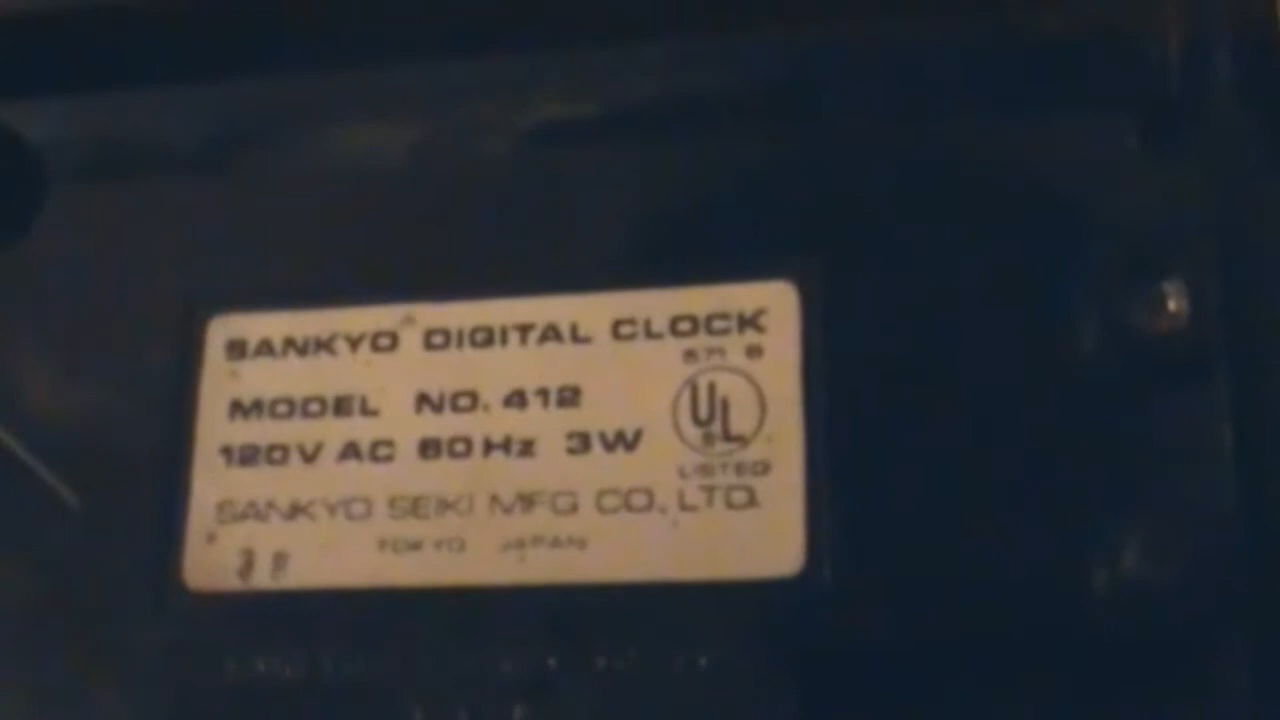 SANKYO DIGITAL CLOCK
MODEL NO. 412
120V AC 60Hz 3W
UL
LISTED
SANKYO SEIKI MFG CO., LTD.
TOKYO JAPAN